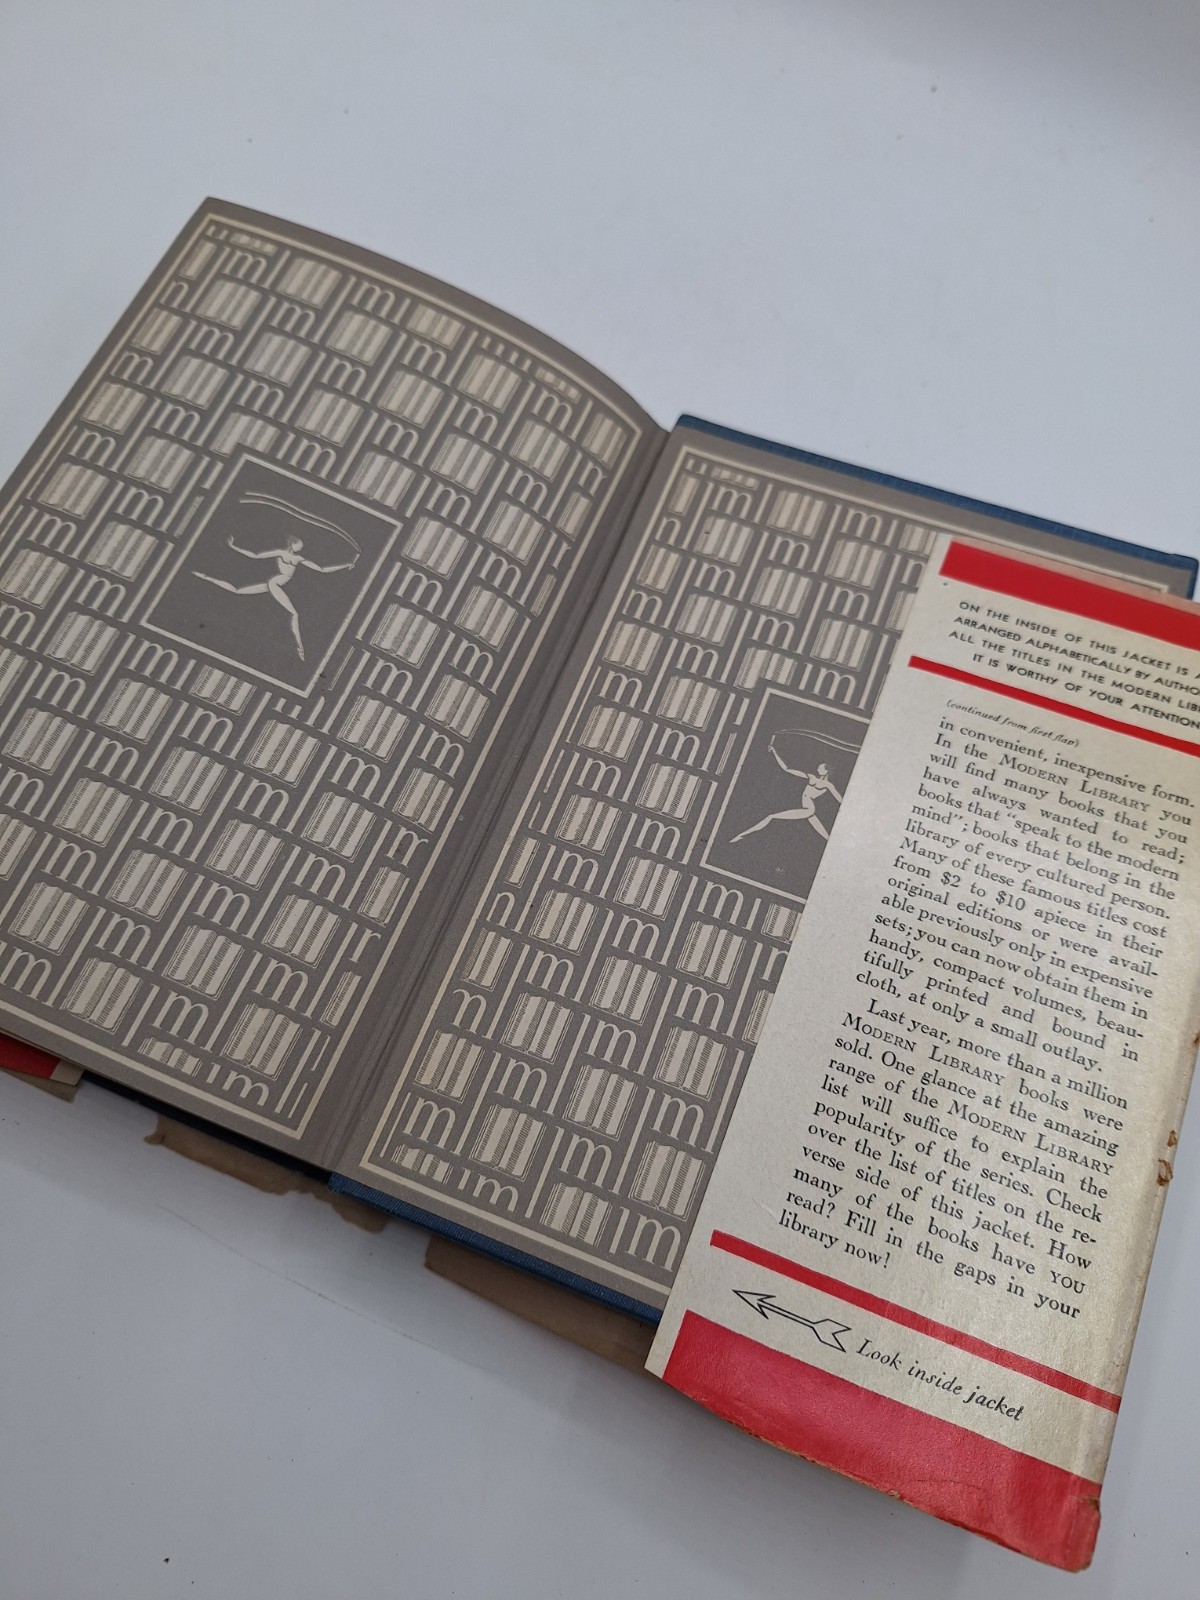 ON THE INSIDE OF THIS JACKET IS
ARRANGED ALPHABETICALLY BY
ALL THE TITLES IN THE MODERN
IT IS WORTHY OF YOUR ATTENTION
(continued from first flap)
in convenient, inexpensive form.
In the MODERN LIBRARY you
will find many books that you
have always wanted to read;
books that "speak to the modern
mind"; books that belong in the
library of every cultured person.
Many of these famous titles cost
from $2 to $10 apiece in their
original editions or were avail-
able previously only in expensive
sets; you can now obtain them in
handy, compact volumes, beau-
tifully printed and bound in
cloth, at only a small outlay.
Last year, more than a million
MODERN LIBRARY books were
sold. One glance at the amazing
range of the MODERN LIBRARY
list will suffice to explain the
popularity of the series. Check
over the list of titles on the re-
verse side of this jacket. How
many of the books have YOU
read? Fill in the gaps in your
library now!
Look inside jacket